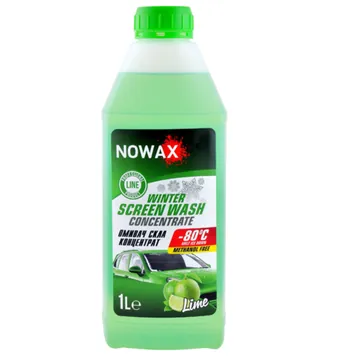 NOWAX
LINE
WINTER
SCREEN WASH
CONCENTRATE
ОМИВАЧ СКЛА
КОНЦЕНТРАТ
-80°C
METHANOL FREE
1L
Lime